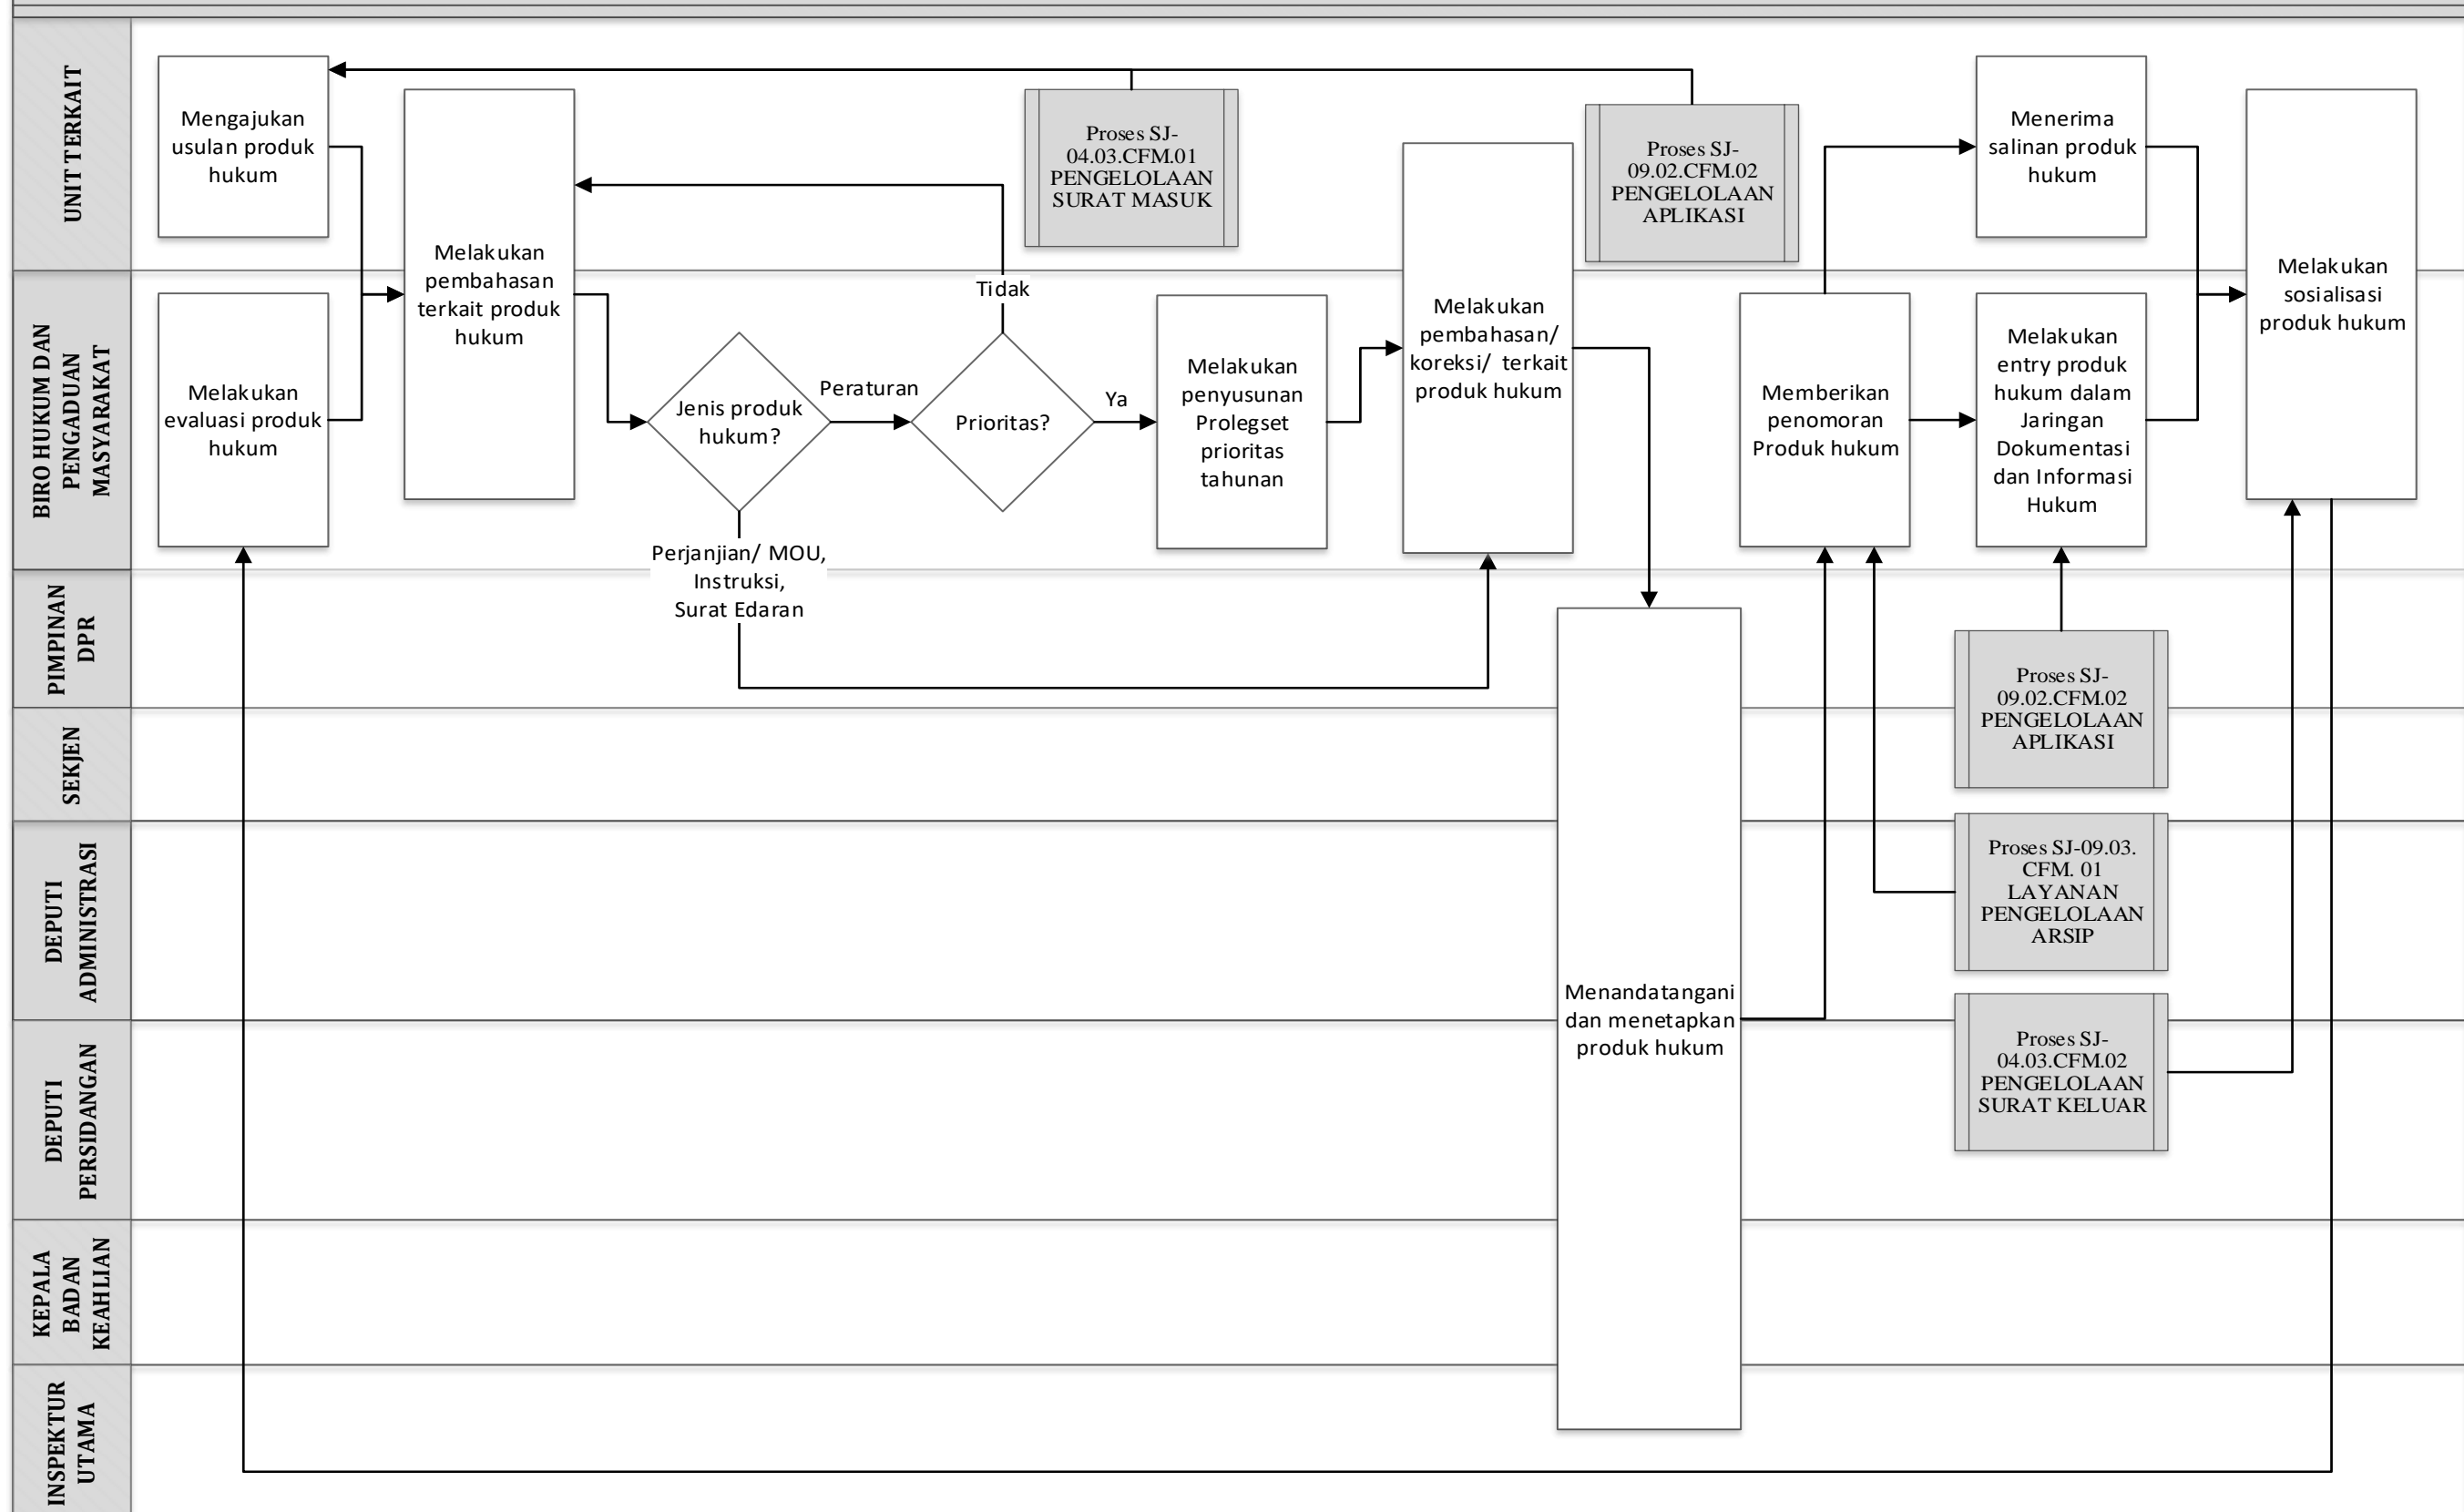 UNIT TERKAIT
Mengajukan
usulan produk
hukum
Melakukan
pembahasan
terkait produk
hukum
Proses SJ-
04.03.CFM.01
PENGELOLAAN
SURAT MASUK
Proses SJ-
09.02.CFM.02
PENGELOLAAN
APLIKASI
Menerima
salinan produk
hukum
Melakukan
sosialisasi
produk hukum
BIRO HUKUM DAN
PENGADUAN
MASYARAKAT
Melakukan
evaluasi produk
hukum
Jenis produk
hukum?
Peraturan
Tidak
Prioritas?
Ya
Melakukan
penyusunan
Prolegset
prioritas
tahunan
Melakukan
pembahasan/
koreksi/ terkait
produk hukum
Memberikan
penomoran
Produk hukum
Melakukan
entry produk
hukum dalam
Jaringan
Dokumentasi
dan Informasi
Hukum
Perjanjian/ MOU,
Instruksi,
Surat Edaran
PIMPINAN
DPR
Proses SJ-
09.02.CFM.02
PENGELOLAAN
APLIKASI
SEKJEN
DEPUTI
ADMINISTRASI
Proses SJ-09.03.
CFM. 01
LAYANAN
PENGELOLAAN
ARSIP
Menandatangani
dan menetapkan
produk hukum
DEPUTI
PERSIDANGAN
Proses SJ-
04.03.CFM.02
PENGELOLAAN
SURAT KELUAR
KEPALA
BADAN
KEAHLIAN
INSPEKTUR
UTAMA